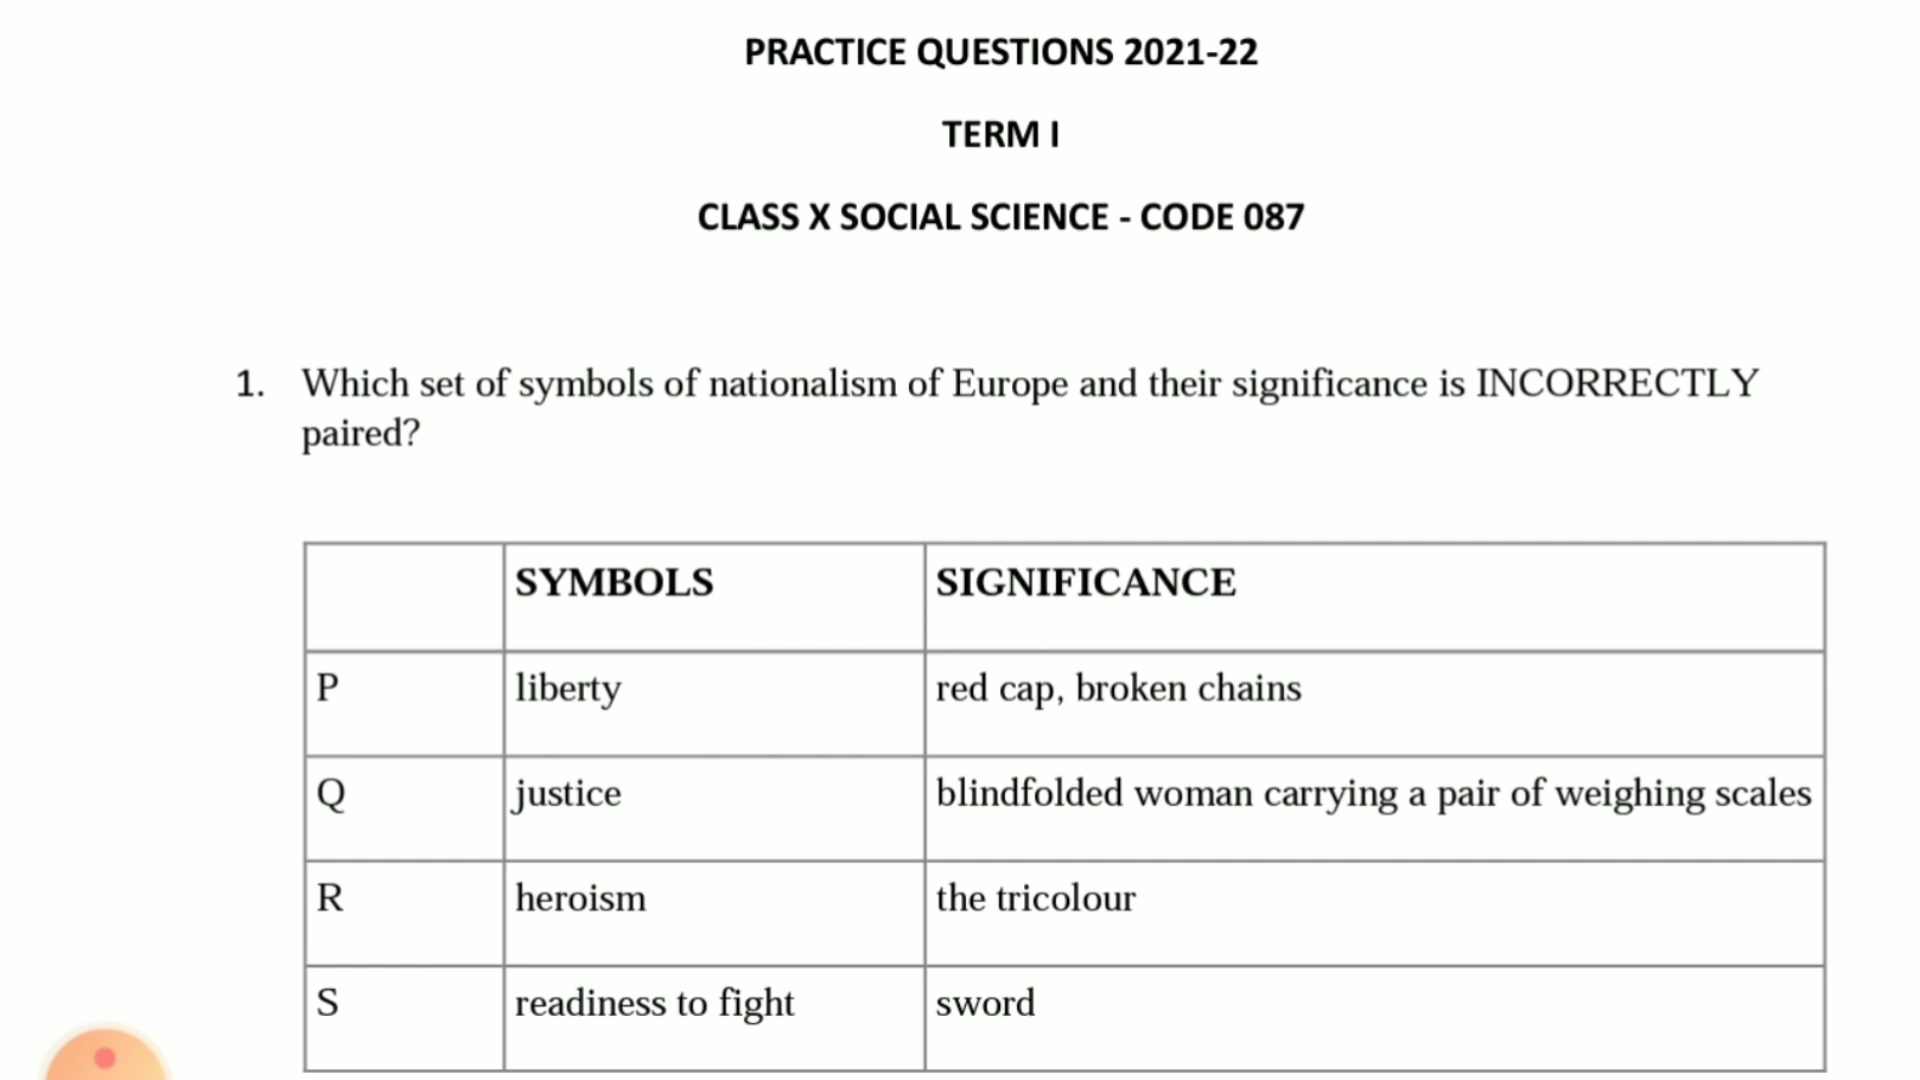 PRACTICE QUESTIONS 2021-22
TERM I
CLASS X SOCIAL SCIENCE - CODE 087
1. Which set of symbols of nationalism of Europe and their significance is INCORRECTLY
paired?
SYMBOLS SIGNIFICANCE
P liberty red cap, broken chains
Q justice blindfolded woman carrying a pair of weighing scales
R heroism the tricolour
S readiness to fight sword